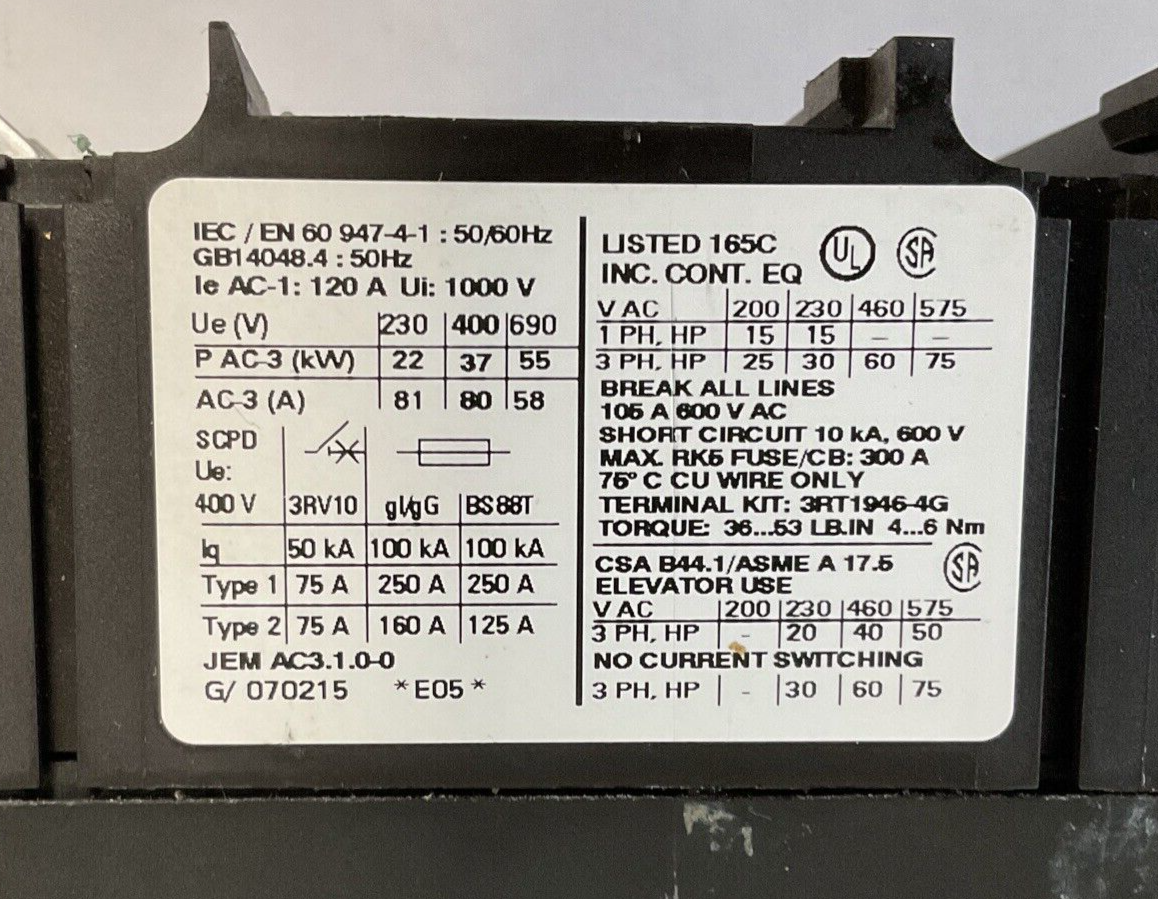 IEC / EN 60 947-4-1 : 50/60Hz
GB14048.4 : 50Hz
Ie AC-1: 120 A Ui: 1000 V
Ue (V) 230 400 690
P AC-3 (kW) 22 37 55
AC-3 (A) 81 80 58
SCPD
Ue:
400 V 3RV10 gl/gG BS88T
Iq 50 kA 100 kA 100 kA
Type 1 75 A 250 A 250 A
Type 2 75 A 160 A 125 A
JEM AC3.1.0-0
G/ 070215 *E05*
LISTED 165C UL SA
INC. CONT. EQ
V AC 200 230 460 575
1 PH, HP 15 15 – –
3 PH, HP 25 30 60 75
BREAK ALL LINES
105 A 600 V AC
SHORT CIRCUIT 10 kA, 600 V
MAX. RK5 FUSE/CB: 300 A
75° C CU WIRE ONLY
TERMINAL KIT: 3RT1946-4G
TORQUE: 36...53 LB.IN 4...6 Nm
CSA B44.1/ASME A 17.5 SA
ELEVATOR USE
V AC 200 230 460 575
3 PH, HP - 20 40 50
NO CURRENT SWITCHING
3 PH, HP - 30 60 75